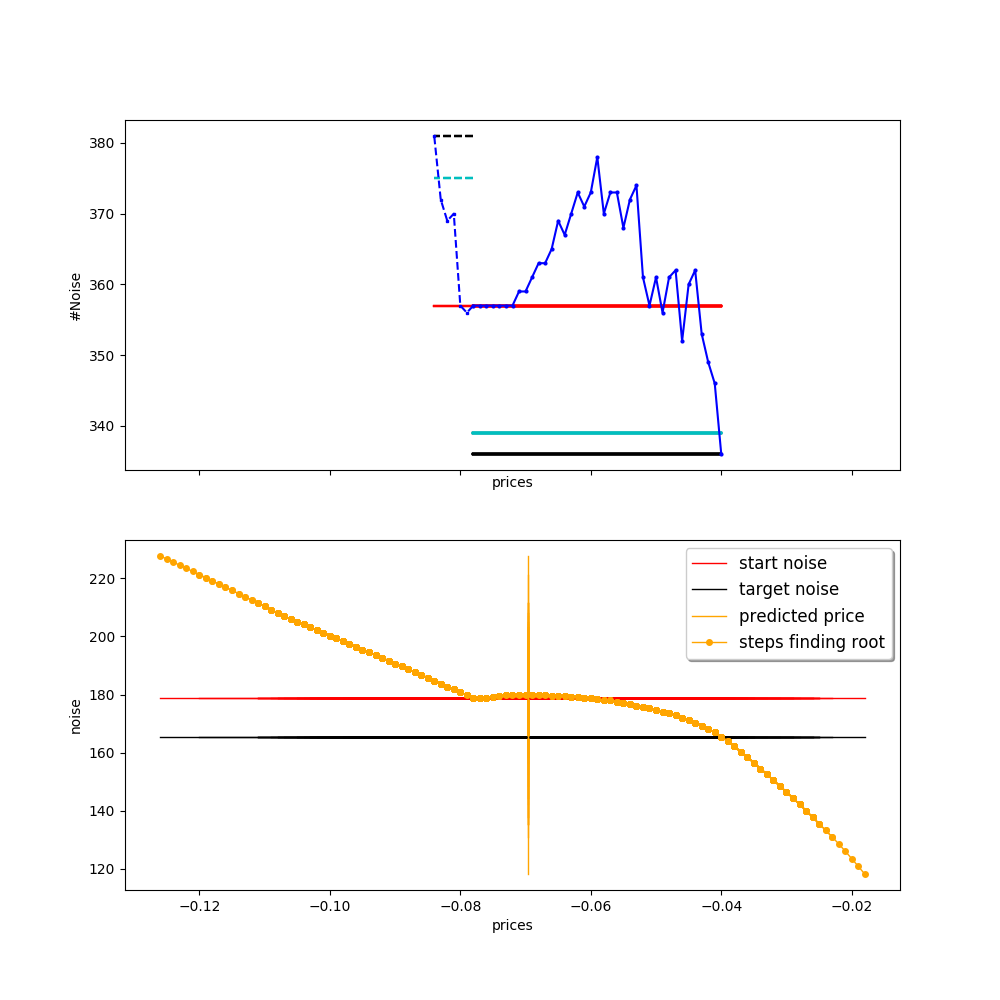 380
370
360
350
340
#Noise
prices
220
200
180
160
140
120
noise
start noise
target noise
predicted price
steps finding root
−0.12
−0.10
−0.08
−0.06
−0.04
−0.02
prices